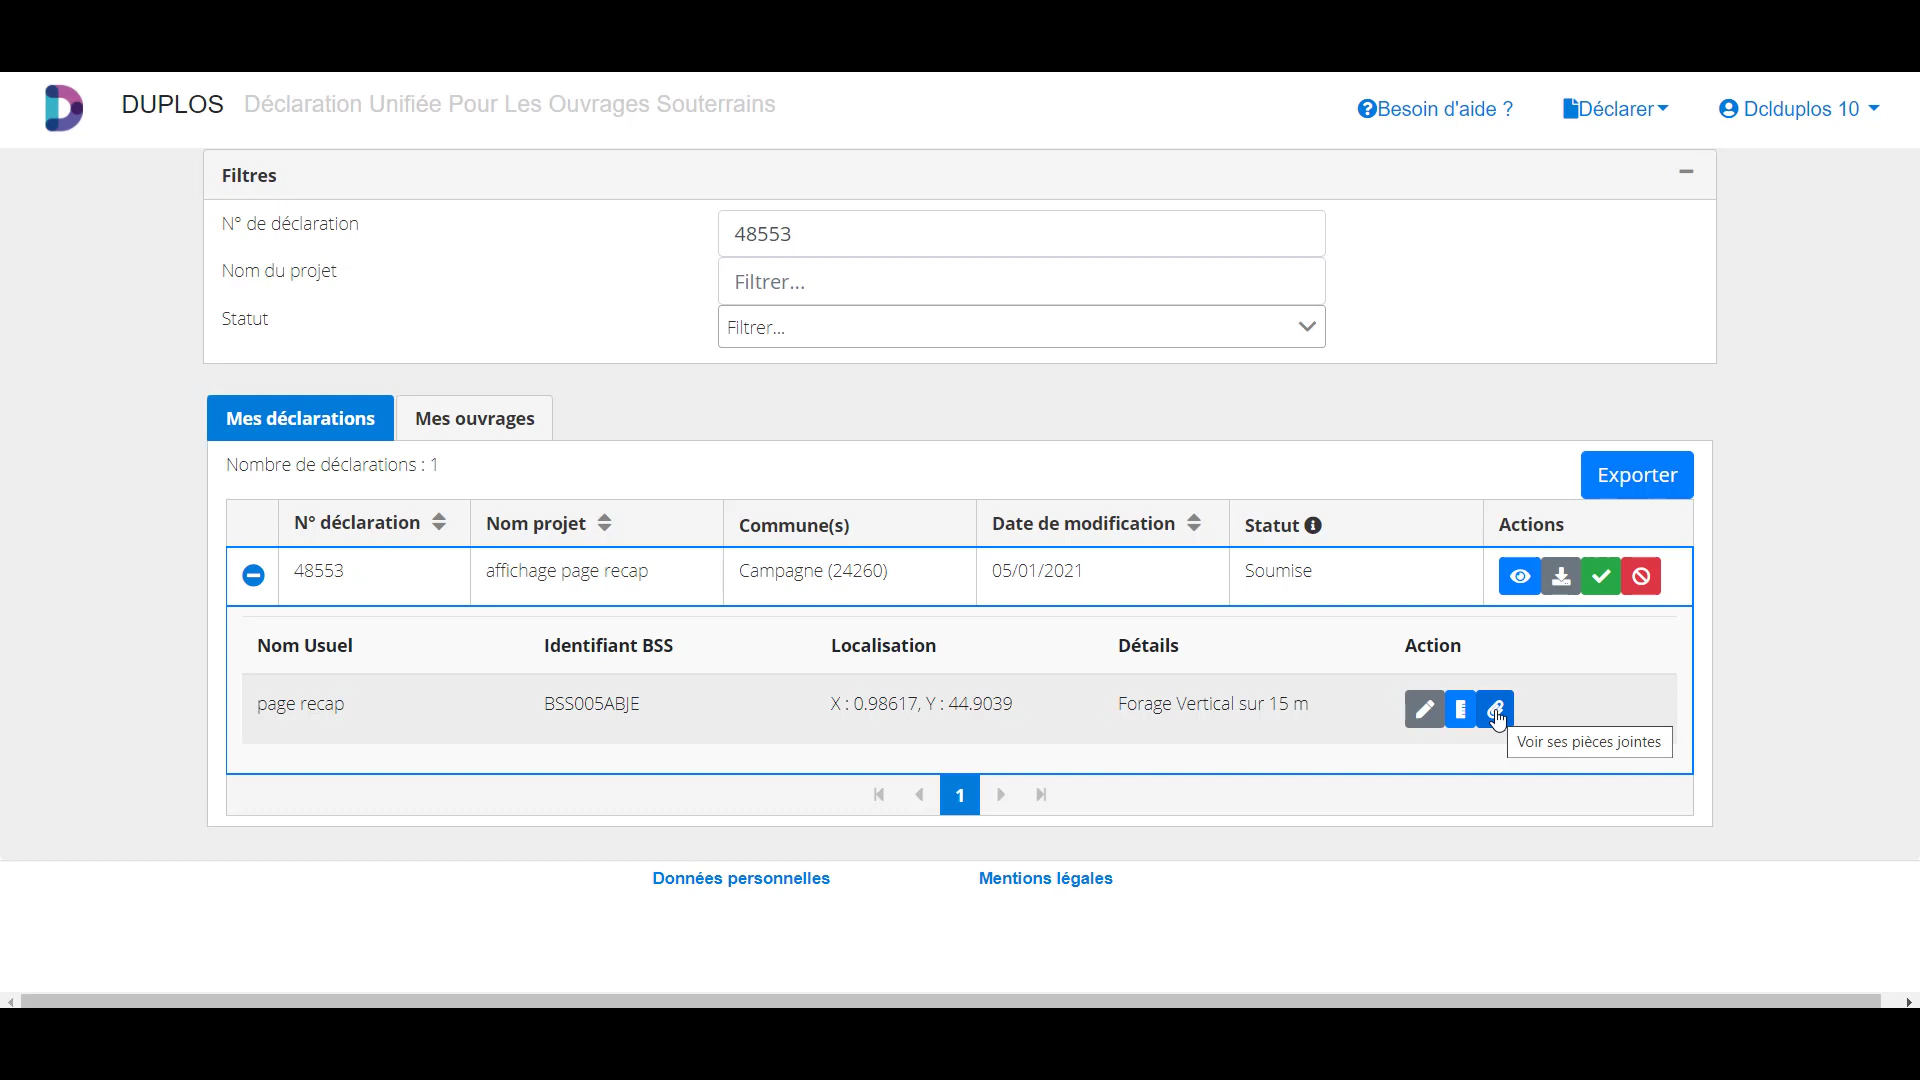 DUPLOS Déclaration Unifiée Pour Les Ouvrages Souterrains
Besoin d'aide ? Déclarer Dclduplos 10
Filtres
N° de déclaration 48553
Nom du projet Filtrer...
Statut Filtrer...
Mes déclarations Mes ouvrages
Nombre de déclarations : 1
Exporter
N° déclaration Nom projet Commune(s) Date de modification Statut Actions
48553 affichage page recap Campagne (24260) 05/01/2021 Soumise
Nom Usuel Identifiant BSS Localisation Détails Action
page recap BSS005ABJE X : 0.98617, Y : 44.9039 Forage Vertical sur 15 m
Voir ses pièces jointes
1
Données personnelles Mentions légales